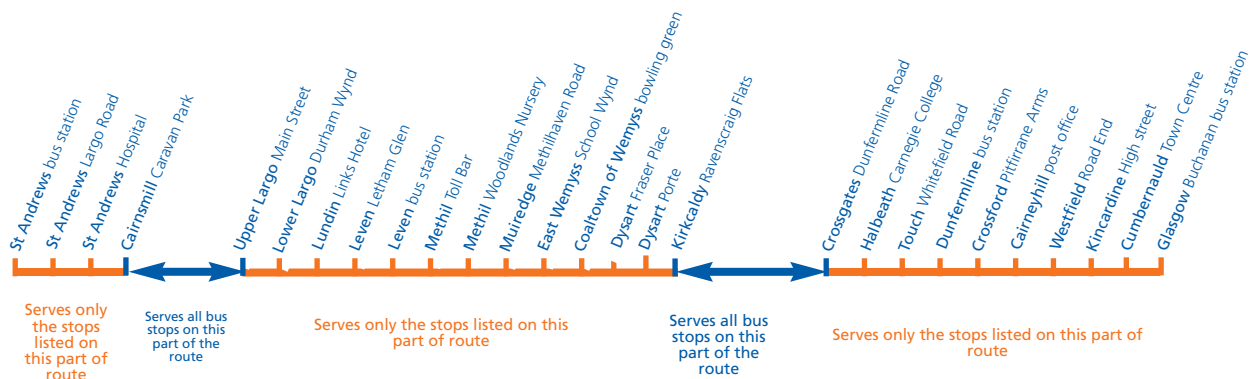 St Andrews bus station
St Andrews Largo Road
St Andrews Hospital
Cairnsmill Caravan Park
Upper Largo Main Street
Lower Largo Durham Wynd
Lundin Links Hotel
Leven Letham Glen
Leven bus station
Methil Toll Bar
Methil Woodlands Nursery
Muiredge Methilhaven Road
East Wemyss School Wynd
Coaltown of Wemyss bowling green
Dysart Fraser Place
Dysart Porte
Kirkcaldy Ravenscraig Flats
Crossgates Dunfermline Road
Halbeath Carnegie College
Touch Whitefield Road
Dunfermline bus station
Crossford Pitfirrane Arms
Cairneyhill post office
Westfield Road End
Kincardine High street
Cumbernauld Town Centre
Glasgow Buchanan bus station
Serves only
the stops
listed on
this part of
route
Serves all bus
stops on this
part of the
route
Serves only the stops listed on this
part of route
Serves all bus
stops on this
part of the
route
Serves only the stops listed on this part of
route